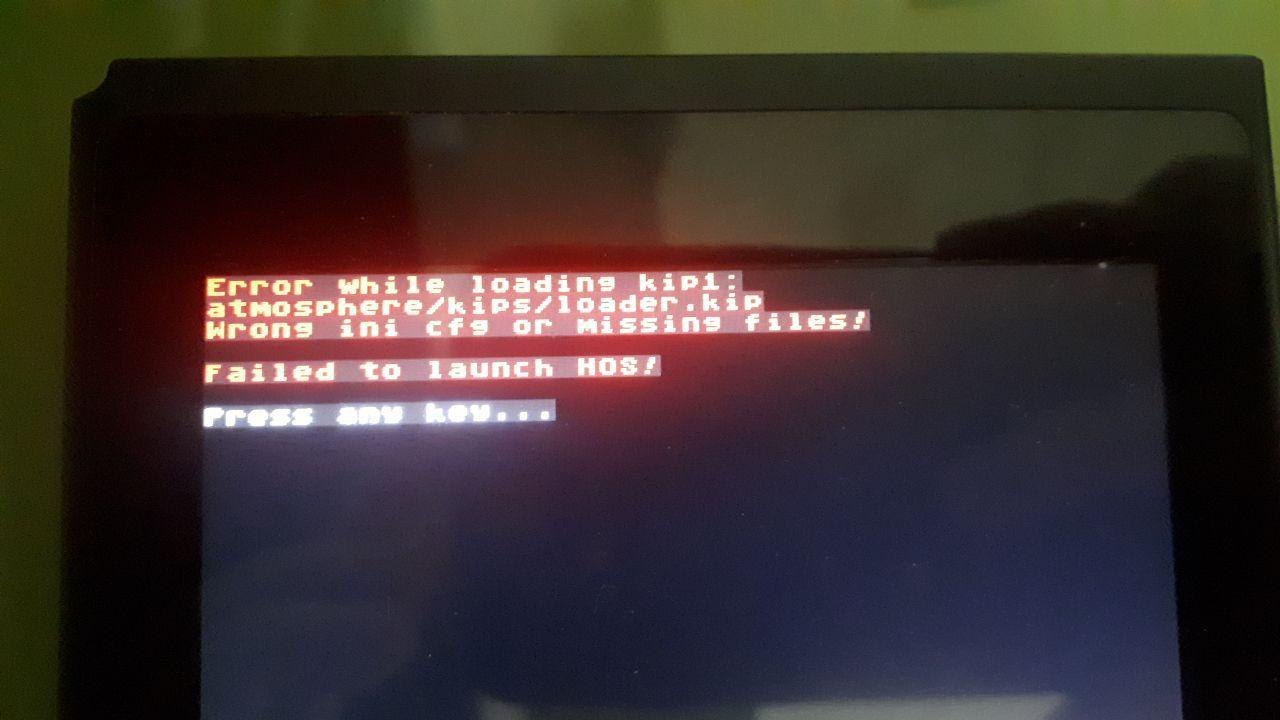 Error while loading kip1:
atmosphere/kips/loader.kip
Wrong ini cfg or missing files!
Failed to launch HOS!
Press any key...